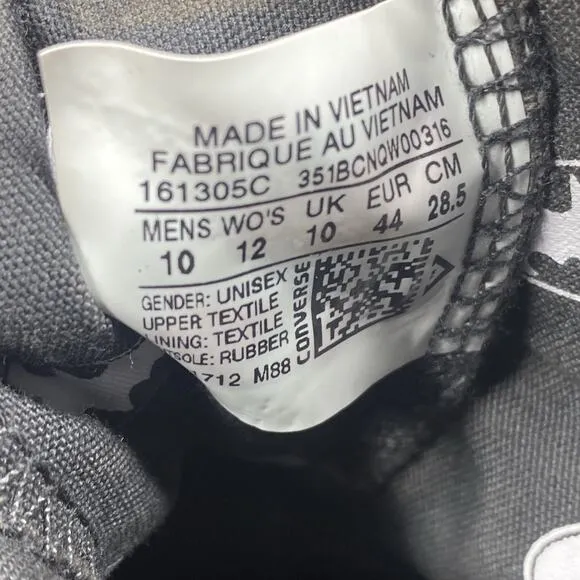 MADE IN VIETNAM
FABRIQUE AU VIETNAM
161305C 351BCNQW00316
MENS WO'S UK EUR CM
10 12 10 44 28.5
GENDER: UNISEX
UPPER TEXTILE
LINING: TEXTILE
RUBBER
712 M88
CONVERSE